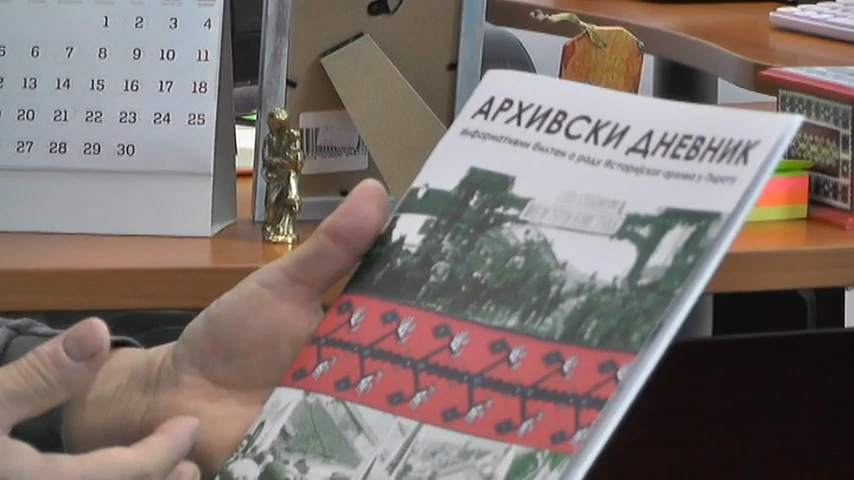 1 2 3 4
6 7 8 9 10 11
13 14 15 16 17 18
20 21 22 23 24 25
27 28 29 30
АРХИВСКИ ДНЕВНИК
Информативни билтен о раду Историјског архива у Пироту